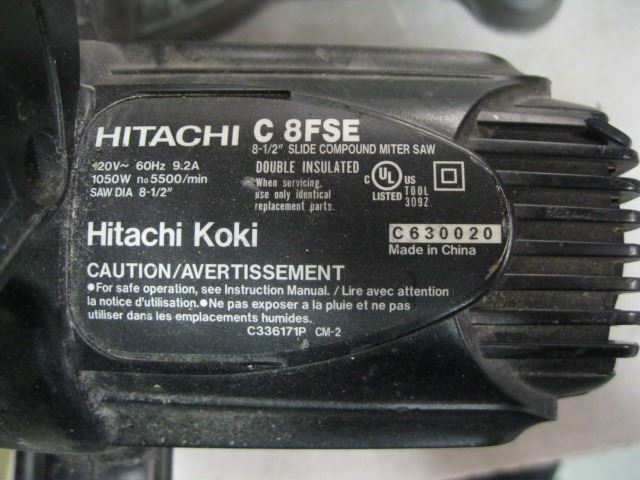 HITACHI C 8FSE
8-1/2" SLIDE COMPOUND MITER SAW
120V~ 60Hz 9.2A
1050W no5500/min
SAW DIA 8-1/2"
DOUBLE INSULATED
When servicing,
use only identical
replacement parts.
C UL US
LISTED TOOL
309Z
Hitachi Koki
C630020
Made in China
CAUTION/AVERTISSEMENT
●For safe operation, see Instruction Manual. / Lire avec attention
la notice d'utilisation.●Ne pas exposer a la pluie et ne pas
utiliser dans les emplacements humides.
C336171P CM-2